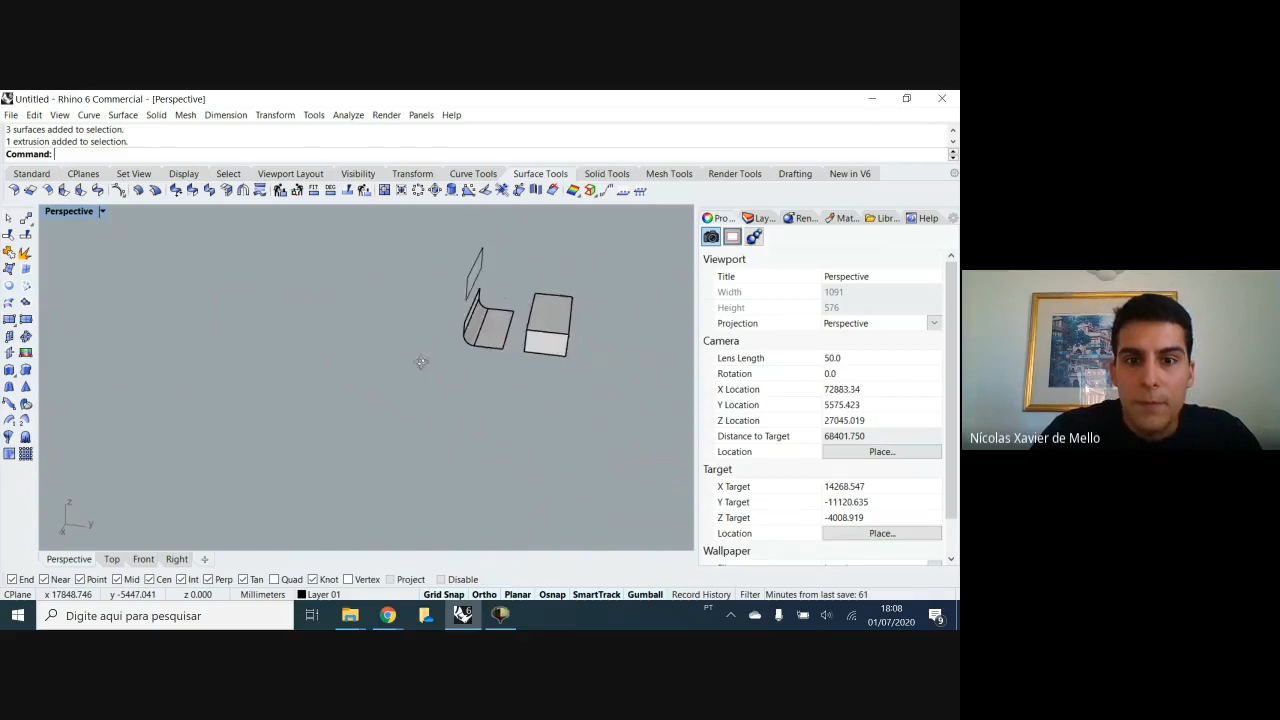 Untitled - Rhino 6 Commercial - [Perspective]
File Edit View Curve Surface Solid Mesh Dimension Transform Tools Analyze Render Panels Help
3 surfaces added to selection.
1 extrusion added to selection.
Command:
Standard CPlanes Set View Display Select Viewport Layout Visibility Transform Curve Tools Surface Tools Solid Tools Mesh Tools Render Tools Drafting New in V6
Perspective
Pro... Lay... Ren... Mat... Libr... Help
Viewport
Title Perspective
Width 1091
Height 576
Projection Perspective
Camera
Lens Length 50.0
Rotation 0.0
X Location 72883.34
Y Location 5575.423
Z Location 27045.019
Distance to Target 68401.750
Location Place...
Target
X Target 14268.547
Y Target -11120.635
Z Target -4008.919
Location Place...
Wallpaper
z
y
x
Nícolas Xavier de Mello
Perspective Top Front Right
End Near Point Mid Cen Int Perp Tan Quad Knot Vertex Project Disable
CPlane x 17848.746 y -5447.041 z 0.000 Millimeters Layer 01 Grid Snap Ortho Planar Osnap SmartTrack Gumball Record History Filter Minutes from last save: 61
Digite aqui para pesquisar
PT
18:08
01/07/2020
9